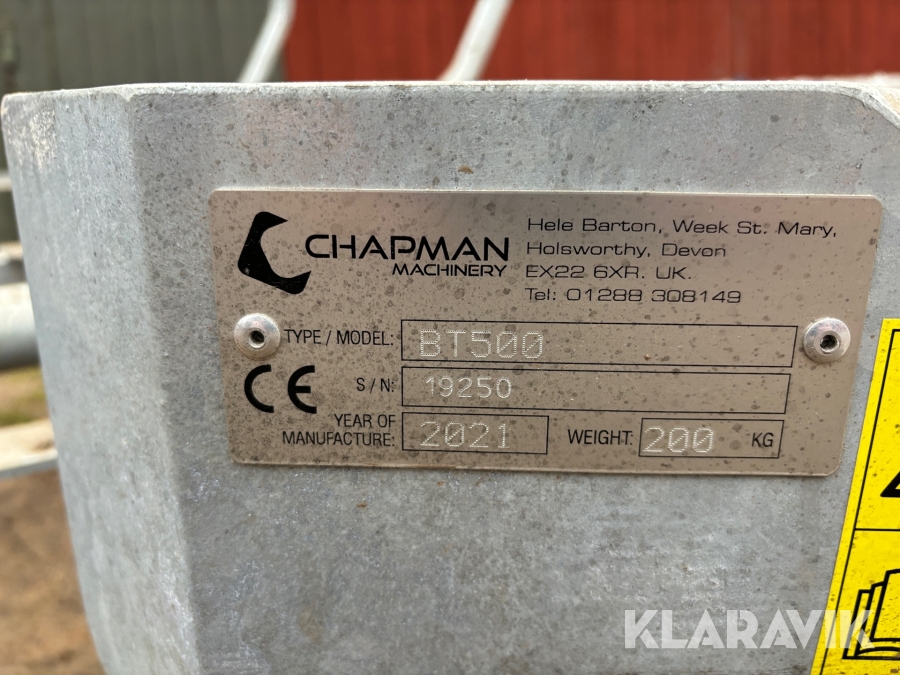 CHAPMAN
MACHINERY
Hele Barton, Week St. Mary,
Holsworthy, Devon
EX22 6XR. UK.
Tel: 01288 308149
TYPE / MODEL: BT500
CE
S / N: 19250
YEAR OF
MANUFACTURE: 2021
WEIGHT: 200 KG
KLARAVIK